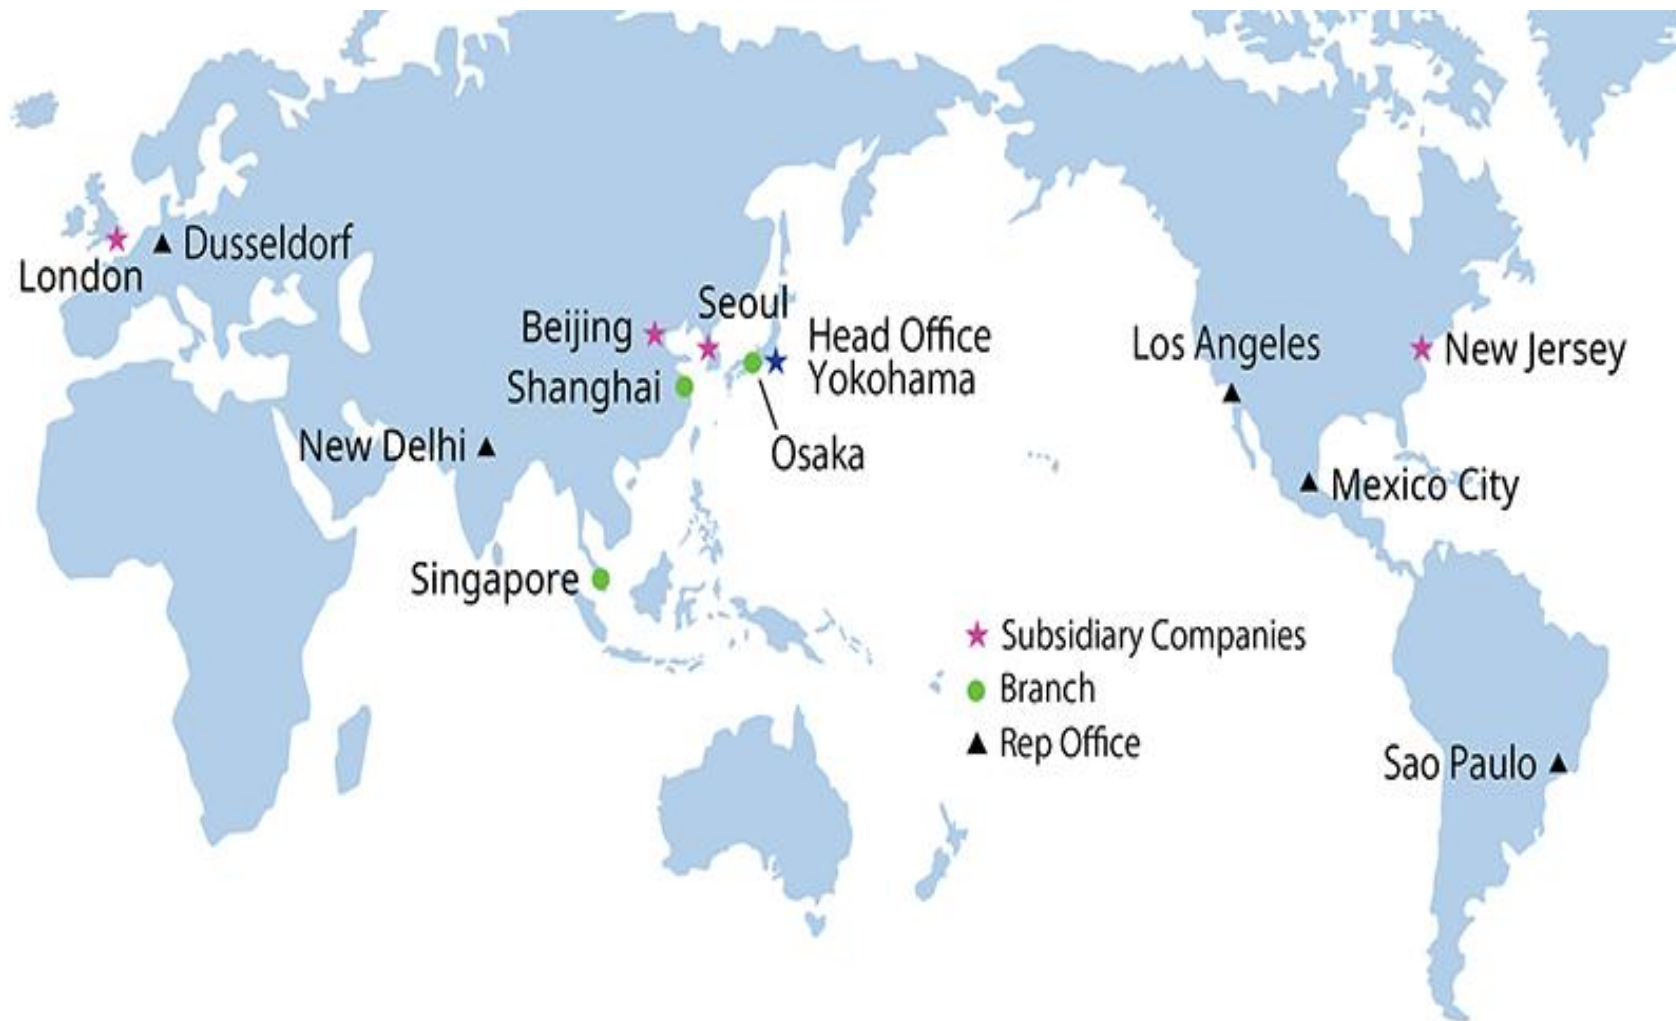 London
Dusseldorf
Beijing
Seoul
Shanghai
Head Office
Yokohama
Osaka
New Delhi
Singapore
Los Angeles
New Jersey
Mexico City
Sao Paulo
Subsidiary Companies
Branch
Rep Office